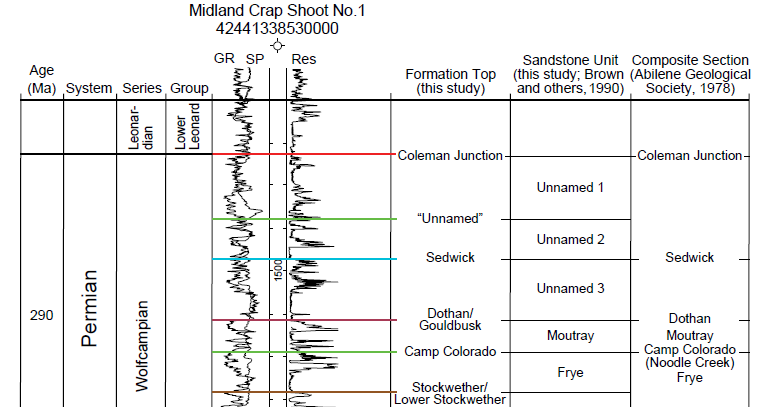 Midland Crap Shoot No.1
42441338530000
GR SP Res
Age
(Ma)
System
Series
Group
Formation Top
(this study)
Sandstone Unit
(this study; Brown
and others, 1990)
Composite Section
(Abilene Geological
Society, 1978)
Leonar-
dian
Lower
Leonard
Coleman Junction
Coleman Junction
Unnamed 1
“Unnamed”
Unnamed 2
Sedwick
Sedwick
1500
Unnamed 3
290
Permian
Wolfcampian
Dothan/
Gouldbusk
Dothan
Moutray
Moutray
Camp Colorado
Camp Colorado
(Noodle Creek)
Frye
Frye
Stockwether/
Lower Stockwether